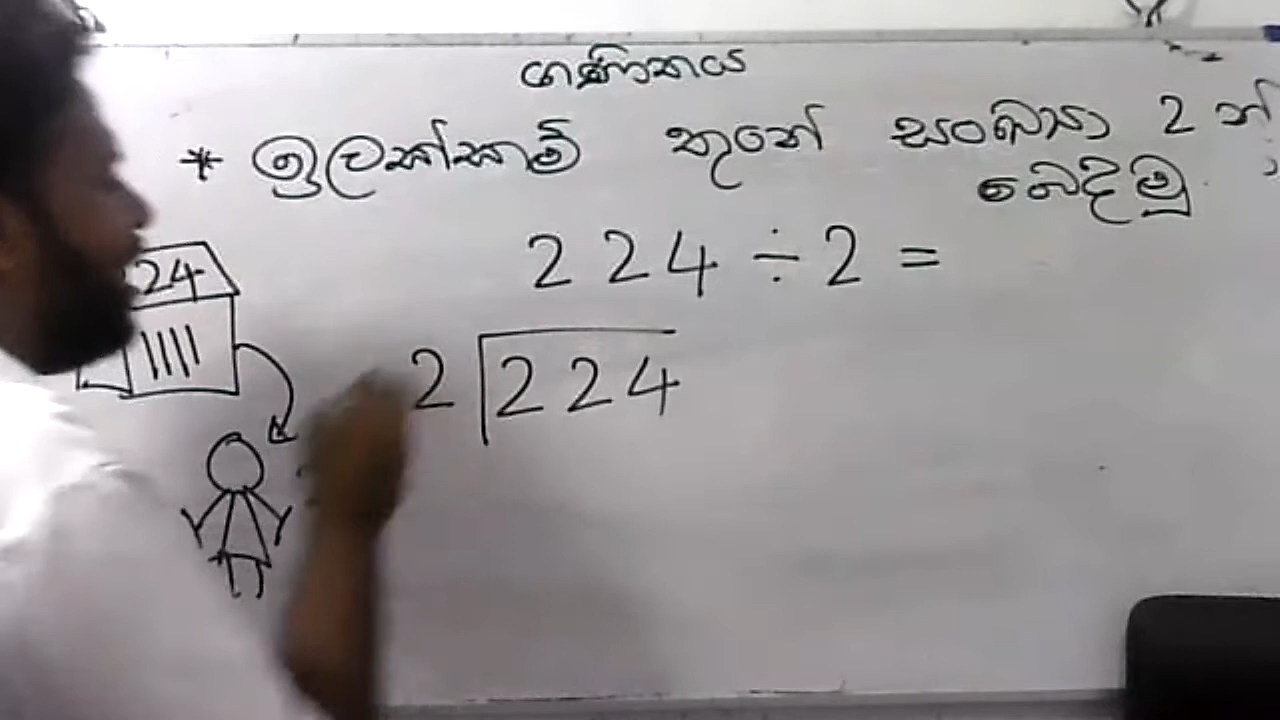 ගණිතය
* ඉලක්කම් තුනේ සංඛ්‍යා 2 න්
බෙදමු
224 ÷ 2 =
24
2 224